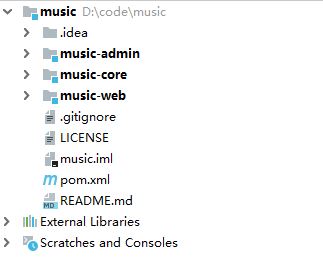 music D:\code\music
.idea
music-admin
music-core
music-web
.gitignore
LICENSE
music.iml
m pom.xml
MD README.md
External Libraries
Scratches and Consoles